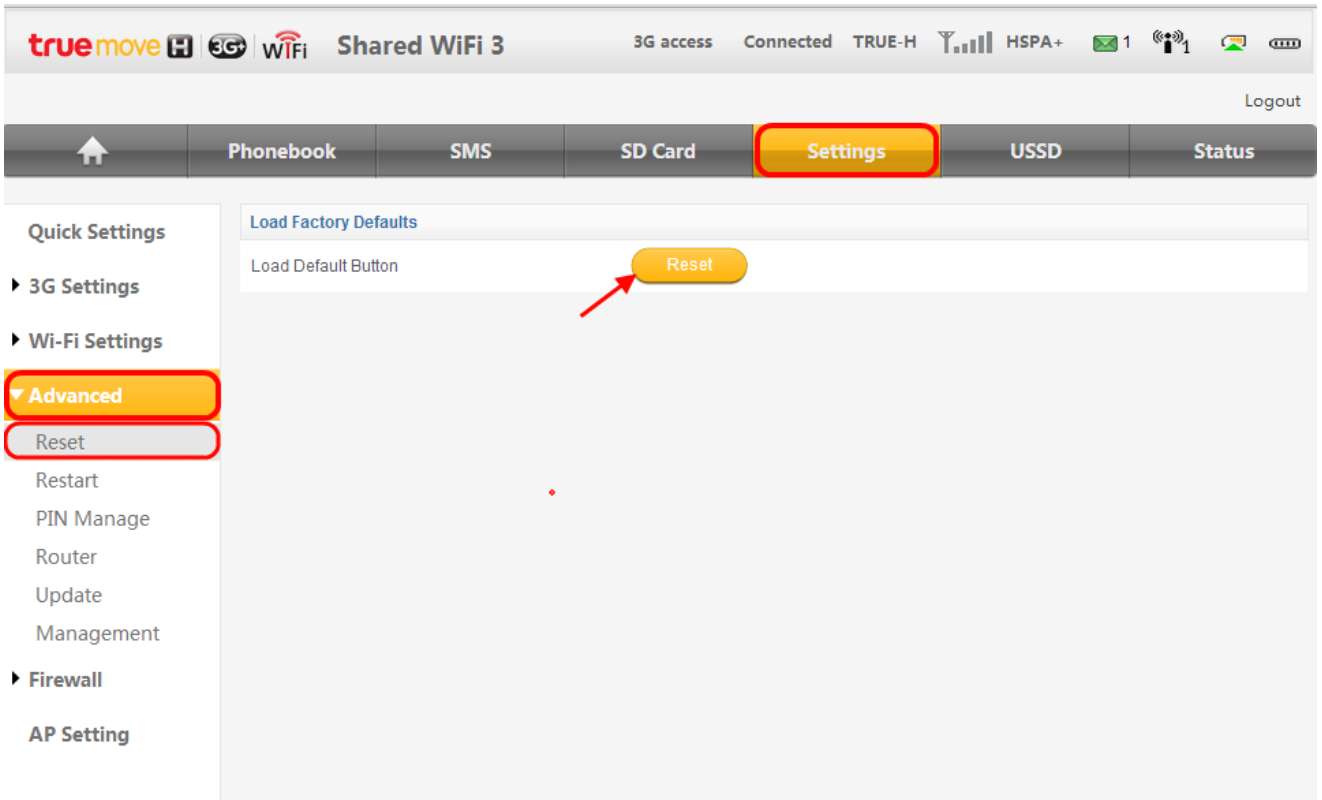 truemove H 3G+ WiFi Shared WiFi 3 3G access Connected TRUE-H HSPA+ 1 1
Logout
Phonebook SMS SD Card Settings USSD Status
Quick Settings
3G Settings
Wi-Fi Settings
Advanced
Reset
Restart
PIN Manage
Router
Update
Management
Firewall
AP Setting
Load Factory Defaults
Load Default Button Reset